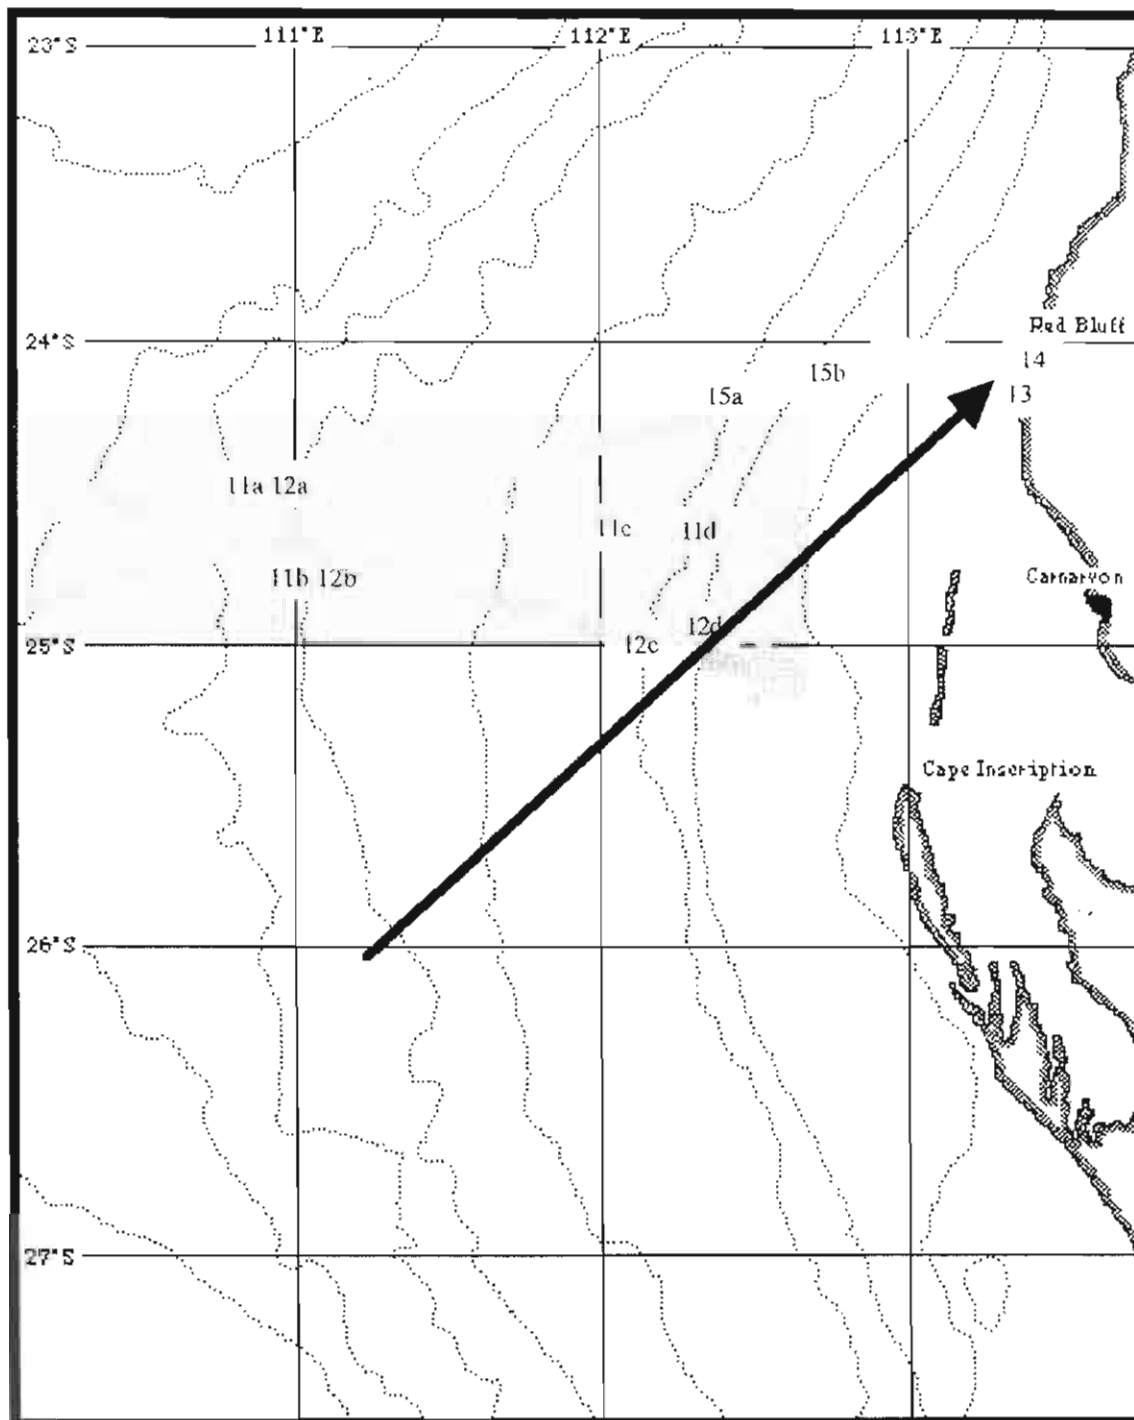 111°E 112°E 113°E
23°S
Red Bluff
24°S
14
15b
15a
13
11a 12a
11c 11d
11b 12b
Carnarvon
12d
25°S
12c
Cape Inscription
26°S
27°S